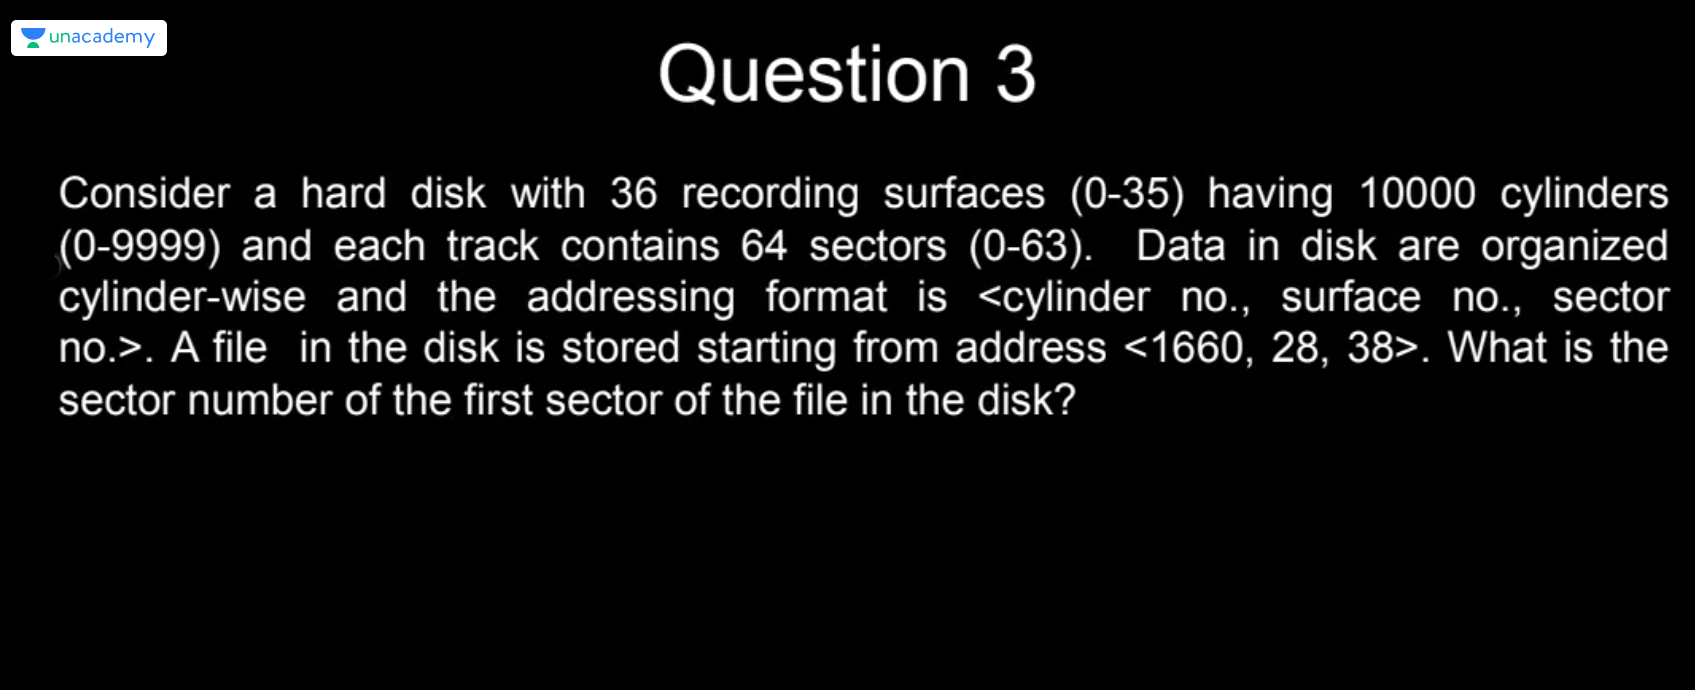 unacademy
Question 3
Consider a hard disk with 36 recording surfaces (0-35) having 10000 cylinders
(0-9999) and each track contains 64 sectors (0-63). Data in disk are organized
cylinder-wise and the addressing format is <cylinder no., surface no., sector
no.>. A file in the disk is stored starting from address <1660, 28, 38>. What is the
sector number of the first sector of the file in the disk?